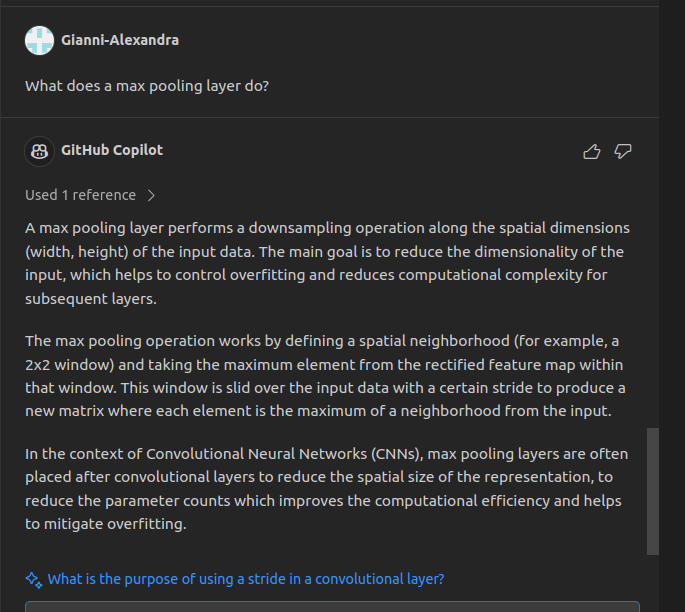 Gianni-Alexandra
What does a max pooling layer do?
GitHub Copilot
Used 1 reference
A max pooling layer performs a downsampling operation along the spatial dimensions
(width, height) of the input data. The main goal is to reduce the dimensionality of the
input, which helps to control overfitting and reduces computational complexity for
subsequent layers.
The max pooling operation works by defining a spatial neighborhood (for example, a
2x2 window) and taking the maximum element from the rectified feature map within
that window. This window is slid over the input data with a certain stride to produce a
new matrix where each element is the maximum of a neighborhood from the input.
In the context of Convolutional Neural Networks (CNNs), max pooling layers are often
placed after convolutional layers to reduce the spatial size of the representation, to
reduce the parameter counts which improves the computational efficiency and helps
to mitigate overfitting.
What is the purpose of using a stride in a convolutional layer?